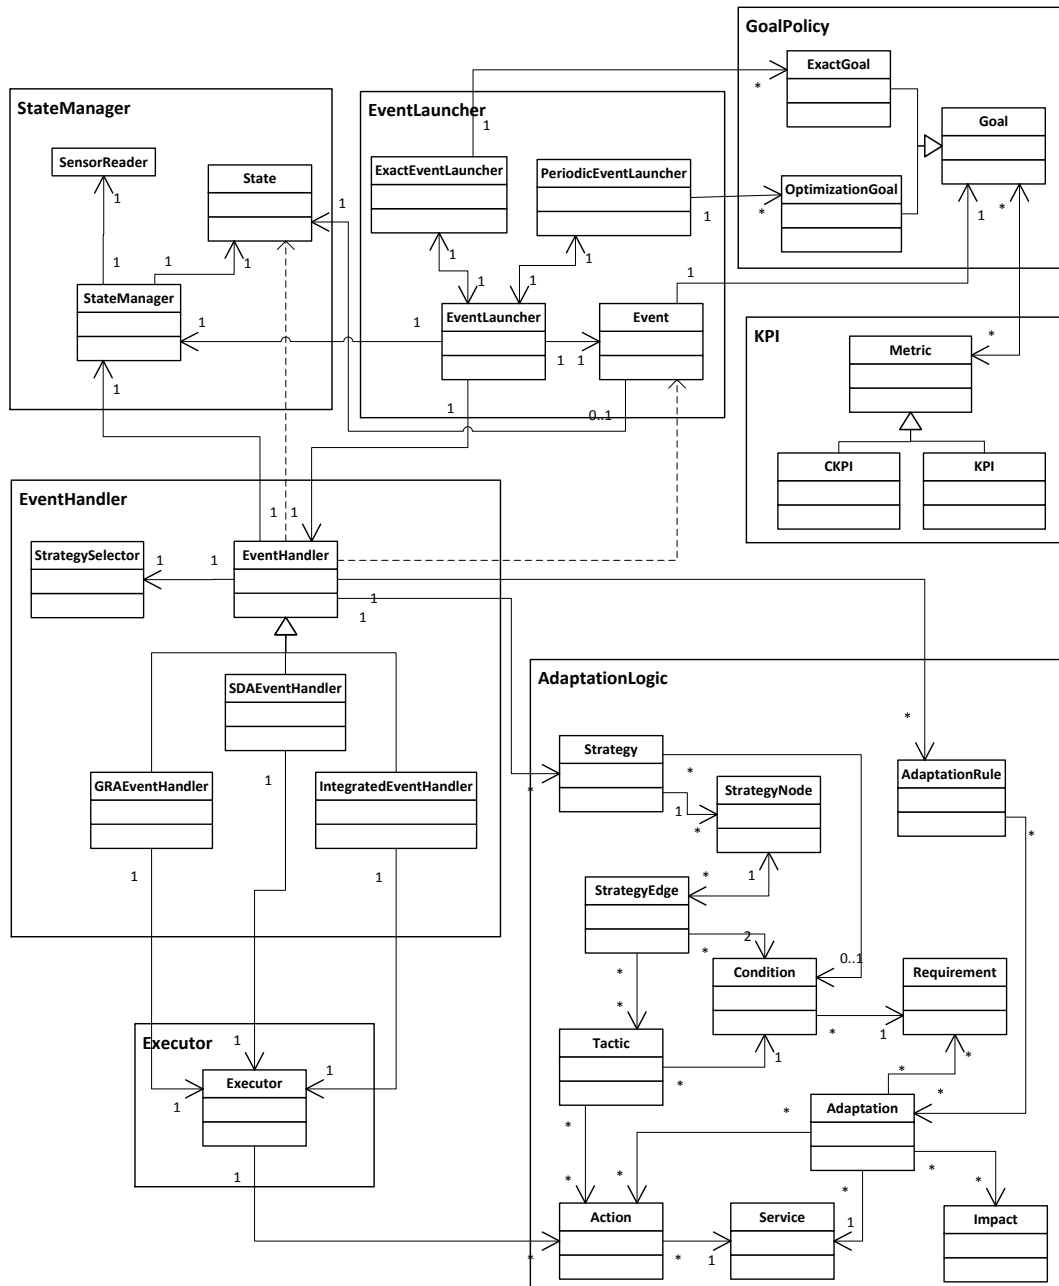 GoalPolicy
ExactGoal
*
Goal
OptimizationGoal
*
1
*
StateManager
SensorReader
1
State
1
1
1
1
StateManager
1
1
EventLauncher
1
ExactEventLauncher
PeriodicEventLauncher
1
1
1
1
1
EventLauncher
1
1
1
1
Event
1
0..1
KPI
*
Metric
CKPI
KPI
EventHandler
1
1
StrategySelector
1
1
EventHandler
1
1
SDAEventHandler
1
GRAEventHandler
1
IntegratedEventHandler
1
Executor
1
1
1
Executor
1
AdaptationLogic
*
Strategy
*
*
1
*
StrategyNode
1
*
StrategyEdge
*
2
*
*
0..1
Condition
*
1
Requirement
*
*
AdaptationRule
*
*
Tactic
*
1
*
*
Adaptation
*
*
*
*
*
1
*
*
Action
*
1
Service
Impact